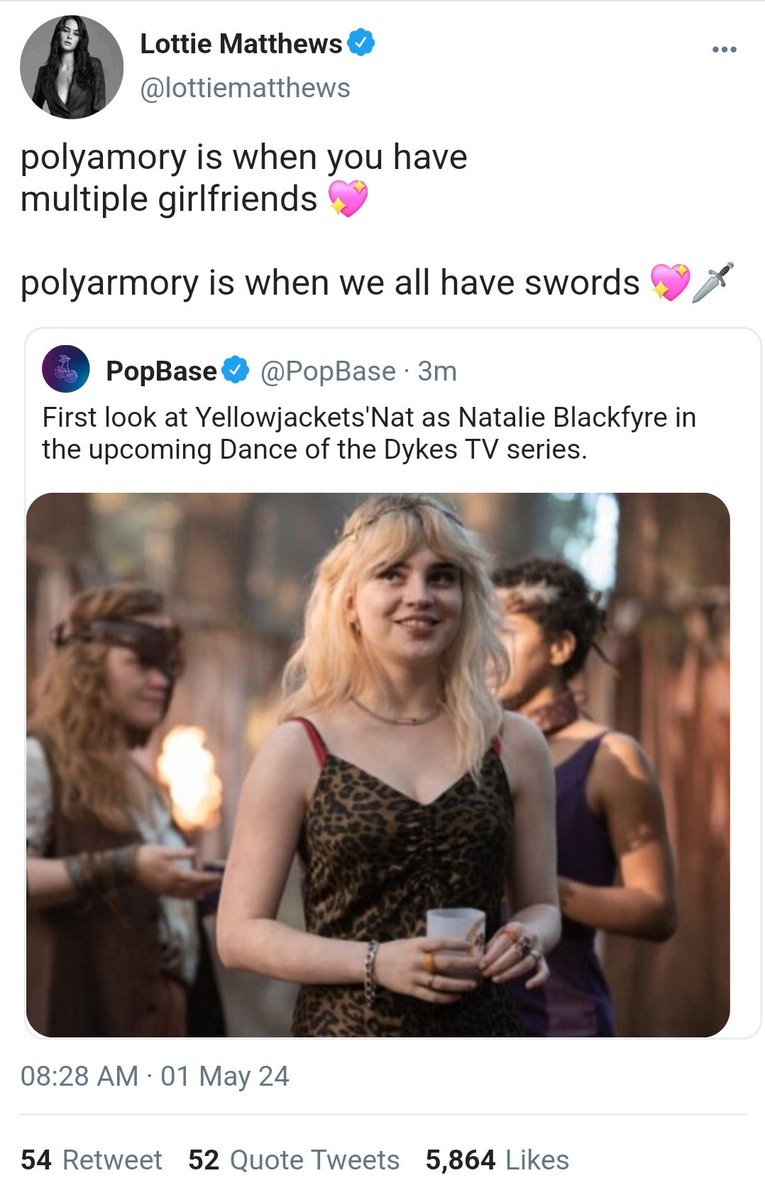 Lottie Matthews
@lottiematthews
polyamory is when you have
multiple girlfriends 💖
polyarmory is when we all have swords 💖🗡️
PopBase @PopBase · 3m
First look at Yellowjackets'Nat as Natalie Blackfyre in
the upcoming Dance of the Dykes TV series.
08:28 AM · 01 May 24
54 Retweet 52 Quote Tweets 5,864 Likes